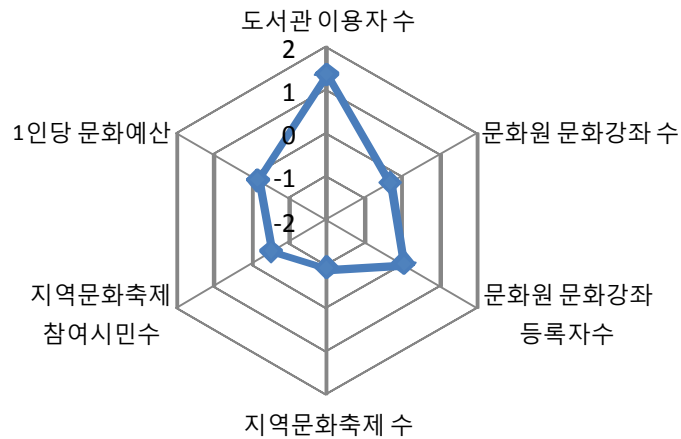 도서관 이용자 수
2
1
0
-1
-2
문화원 문화강좌 수
문화원 문화강좌
등록자수
지역문화축제 수
지역문화축제
참여시민수
1인당 문화예산